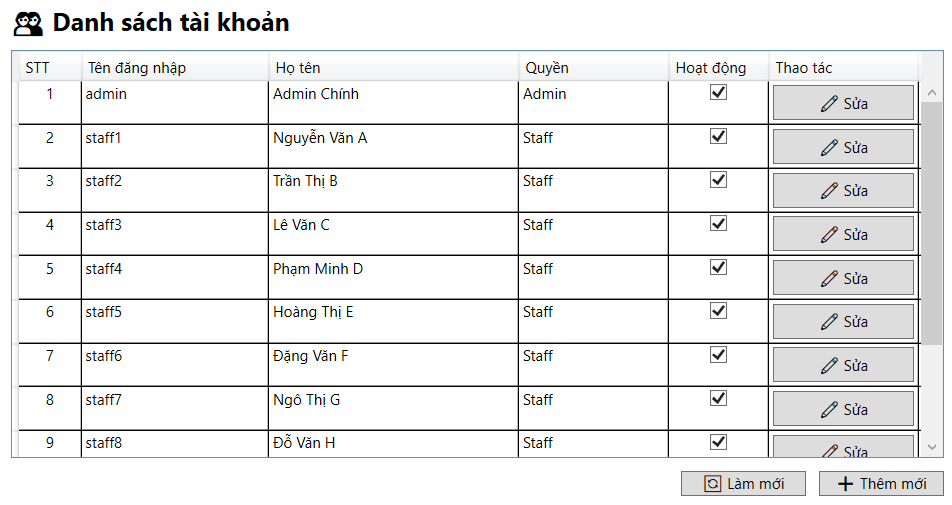 Danh sách tài khoản
STT Tên đăng nhập Họ tên Quyền Hoạt động Thao tác
1 admin Admin Chính Admin Sửa
2 staff1 Nguyễn Văn A Staff Sửa
3 staff2 Trần Thị B Staff Sửa
4 staff3 Lê Văn C Staff Sửa
5 staff4 Phạm Minh D Staff Sửa
6 staff5 Hoàng Thị E Staff Sửa
7 staff6 Đặng Văn F Staff Sửa
8 staff7 Ngô Thị G Staff Sửa
9 staff8 Đỗ Văn H Staff Sửa
Làm mới Thêm mới